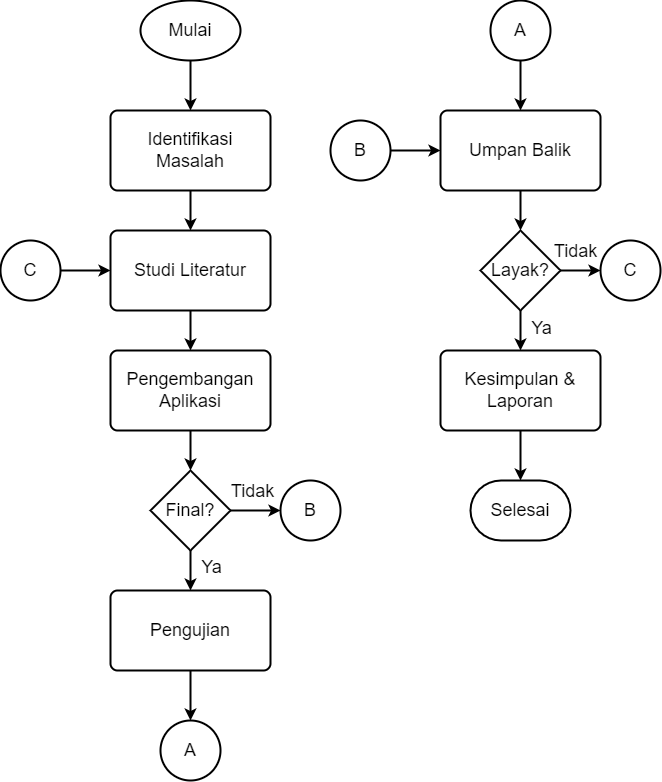 Mulai
Identifikasi
Masalah
C
Studi Literatur
Pengembangan
Aplikasi
Final?
Tidak
B
Ya
Pengujian
A
A
B
Umpan Balik
Layak?
Tidak
C
Ya
Kesimpulan &
Laporan
Selesai